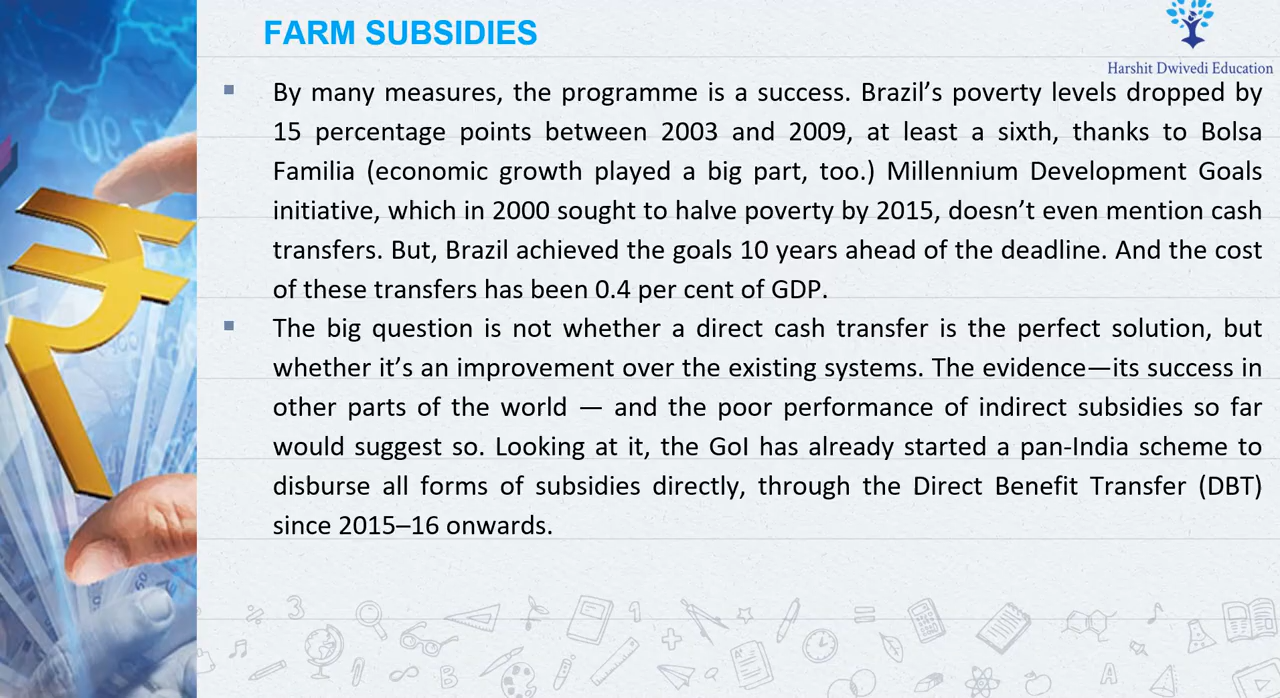 FARM SUBSIDIES
Harshit Dwivedi Education
▪ By many measures, the programme is a success. Brazil’s poverty levels dropped by
15 percentage points between 2003 and 2009, at least a sixth, thanks to Bolsa
Familia (economic growth played a big part, too.) Millennium Development Goals
initiative, which in 2000 sought to halve poverty by 2015, doesn’t even mention cash
transfers. But, Brazil achieved the goals 10 years ahead of the deadline. And the cost
of these transfers has been 0.4 per cent of GDP.
▪ The big question is not whether a direct cash transfer is the perfect solution, but
whether it’s an improvement over the existing systems. The evidence—its success in
other parts of the world — and the poor performance of indirect subsidies so far
would suggest so. Looking at it, the GoI has already started a pan-India scheme to
disburse all forms of subsidies directly, through the Direct Benefit Transfer (DBT)
since 2015–16 onwards.